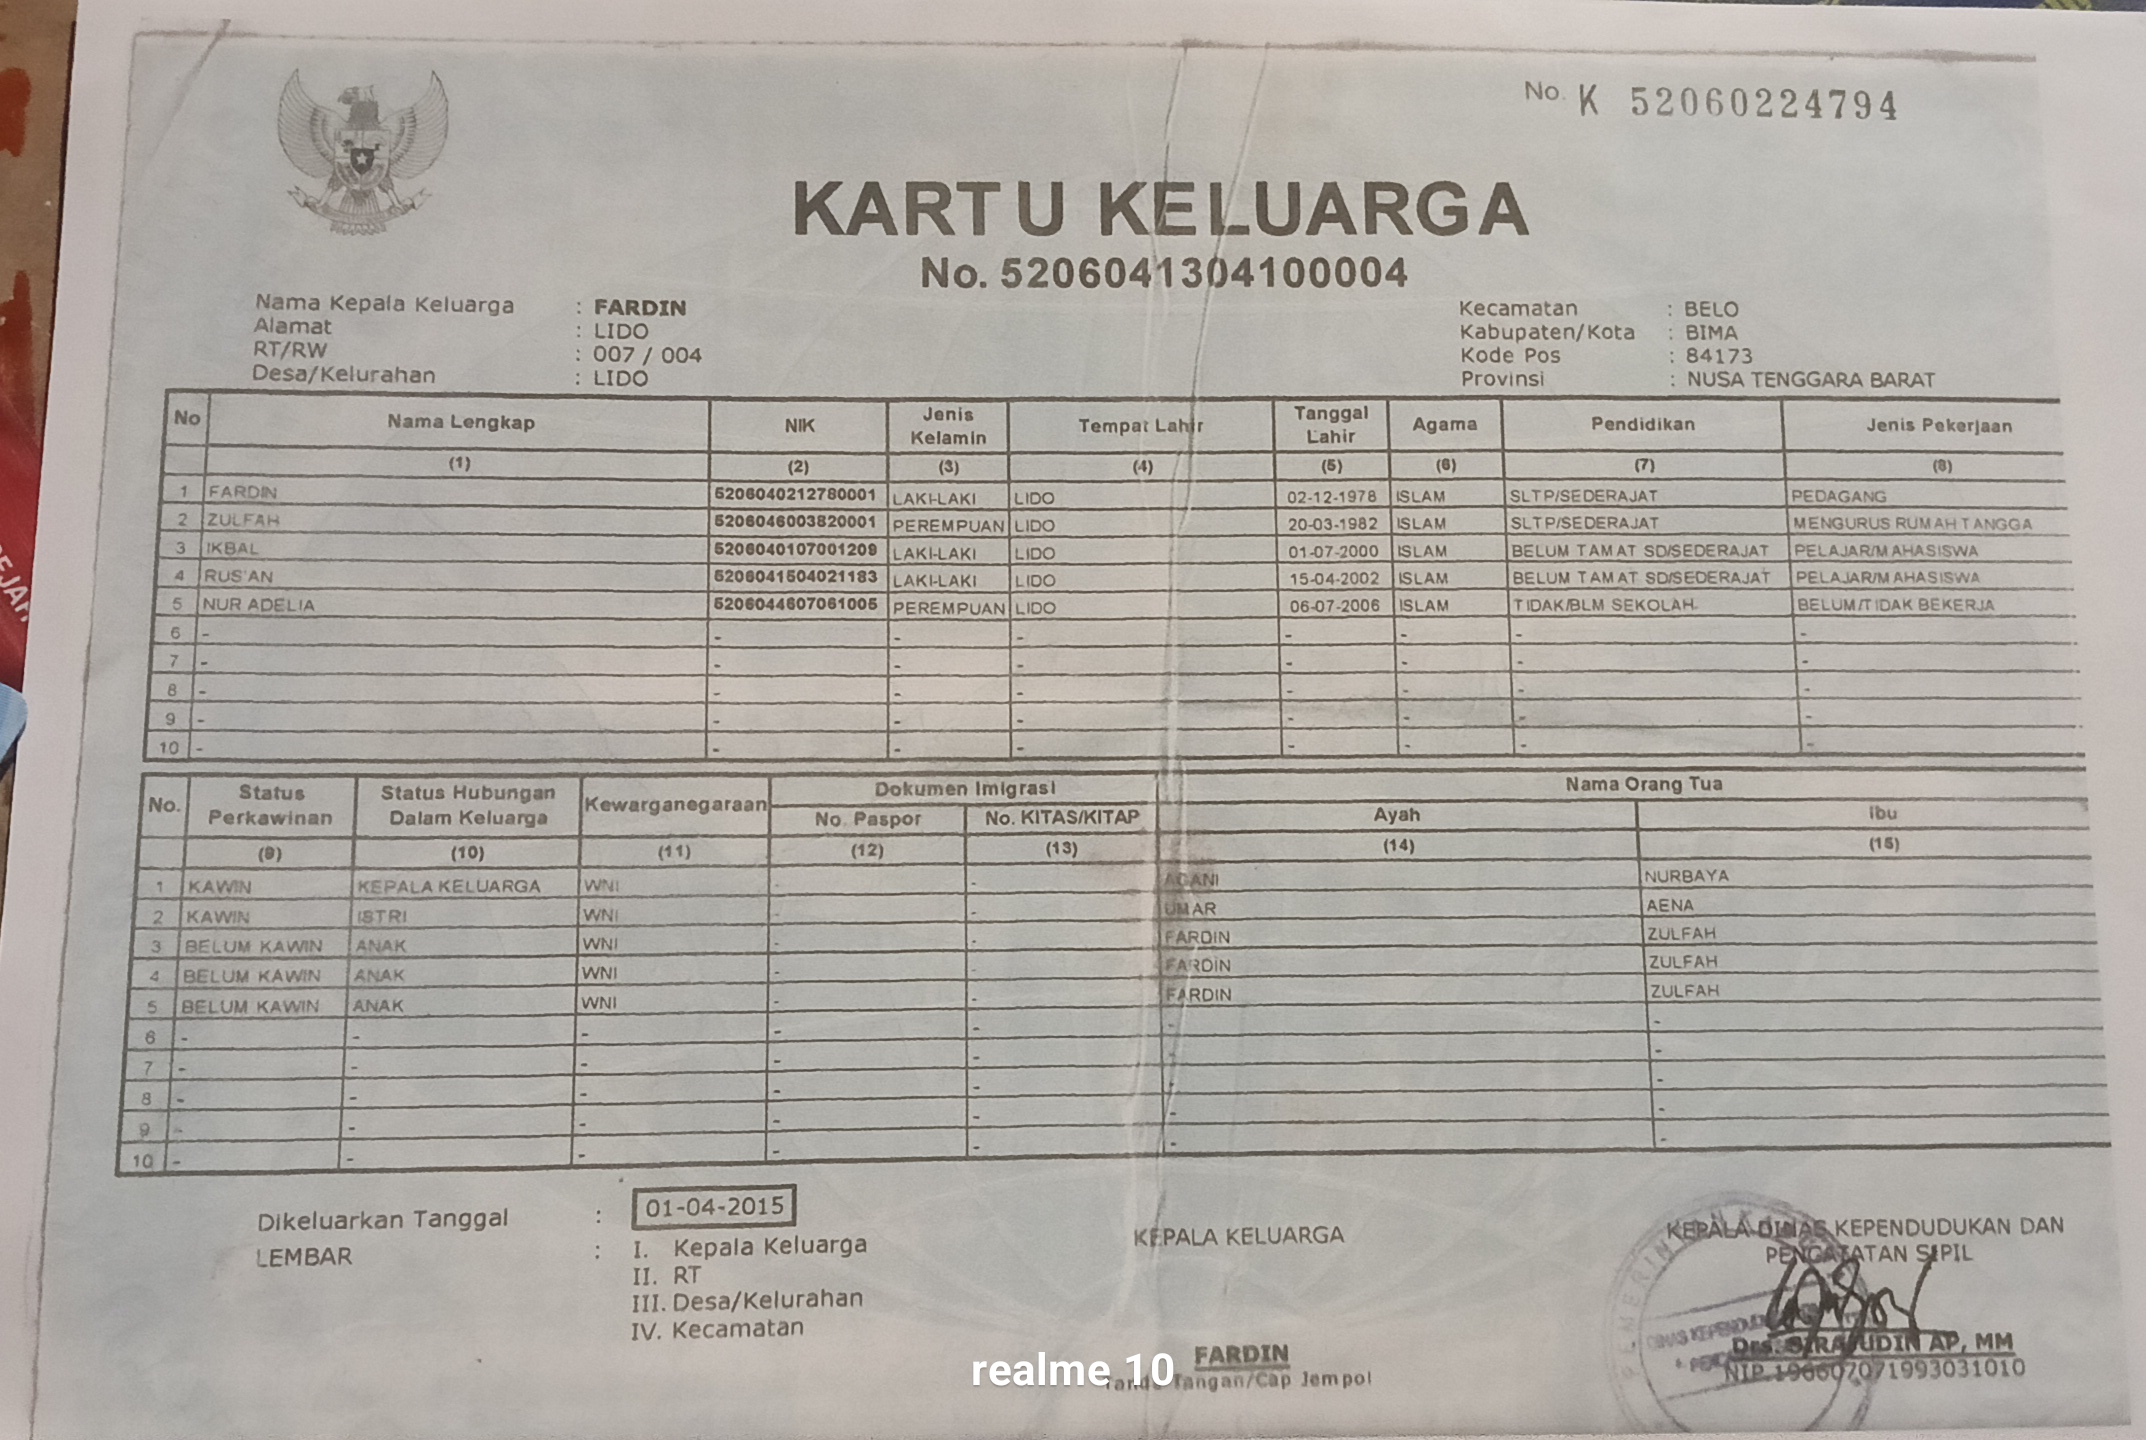 No. K 52060224794
KARTU KELUARGA
No. 5206041304100004
Nama Kepala Keluarga : FARDIN
Alamat : LIDO
RT/RW : 007 / 004
Desa/Kelurahan : LIDO
Kecamatan : BELO
Kabupaten/Kota : BIMA
Kode Pos : 84173
Provinsi : NUSA TENGGARA BARAT
No Nama Lengkap NIK Jenis Kelamin Tempat Lahir Tanggal Lahir Agama Pendidikan Jenis Pekerjaan
(1) (2) (3) (4) (5) (6) (7) (8)
1 FARDIN 5206040212780001 LAKI-LAKI LIDO 02-12-1978 ISLAM SLTP/SEDERAJAT PEDAGANG
2 ZULFAH 5206046003820001 PEREMPUAN LIDO 20-03-1982 ISLAM SLTP/SEDERAJAT MENGURUS RUMAH TANGGA
3 IKBAL 5206040107001209 LAKI-LAKI LIDO 01-07-2000 ISLAM BELUM TAMAT SD/SEDERAJAT PELAJAR/MAHASISWA
4 RUS'AN 5206041504021183 LAKI-LAKI LIDO 15-04-2002 ISLAM BELUM TAMAT SD/SEDERAJAT PELAJAR/MAHASISWA
5 NUR ADELIA 5206044607061005 PEREMPUAN LIDO 06-07-2006 ISLAM TIDAK/BLM SEKOLAH BELUM/TIDAK BEKERJA
6 - - - - - - - -
7 - - - - - - - -
8 - - - - - - - -
9 - - - - - - - -
10 - - - - - - - -
No. Status Perkawinan Status Hubungan Dalam Keluarga Kewarganegaraan Dokumen Imigrasi Nama Orang Tua
No. Paspor No. KITAS/KITAP Ayah Ibu
(9) (10) (11) (12) (13) (14) (15)
1 KAWIN KEPALA KELUARGA WNI - - NURBAYA
2 KAWIN ISTRI WNI - - UMAR AENA
3 BELUM KAWIN ANAK WNI - - FARDIN ZULFAH
4 BELUM KAWIN ANAK WNI - - FARDIN ZULFAH
5 BELUM KAWIN ANAK WNI - - FARDIN ZULFAH
6 - - - - - - -
7 - - - - - - -
8 - - - - - - -
9 - - - - - - -
10 - - - - - - -
Dikeluarkan Tanggal : 01-04-2015
LEMBAR : I. Kepala Keluarga
II. RT
III. Desa/Kelurahan
IV. Kecamatan
KEPALA KELUARGA
FARDIN
Tanda Tangan/Cap Jempol
KEPALA DINAS KEPENDUDUKAN DAN
PENCATATAN SIPIL
Drs. SIRAJUDIN AP, MM
NIP.196607071993031010
realme 10